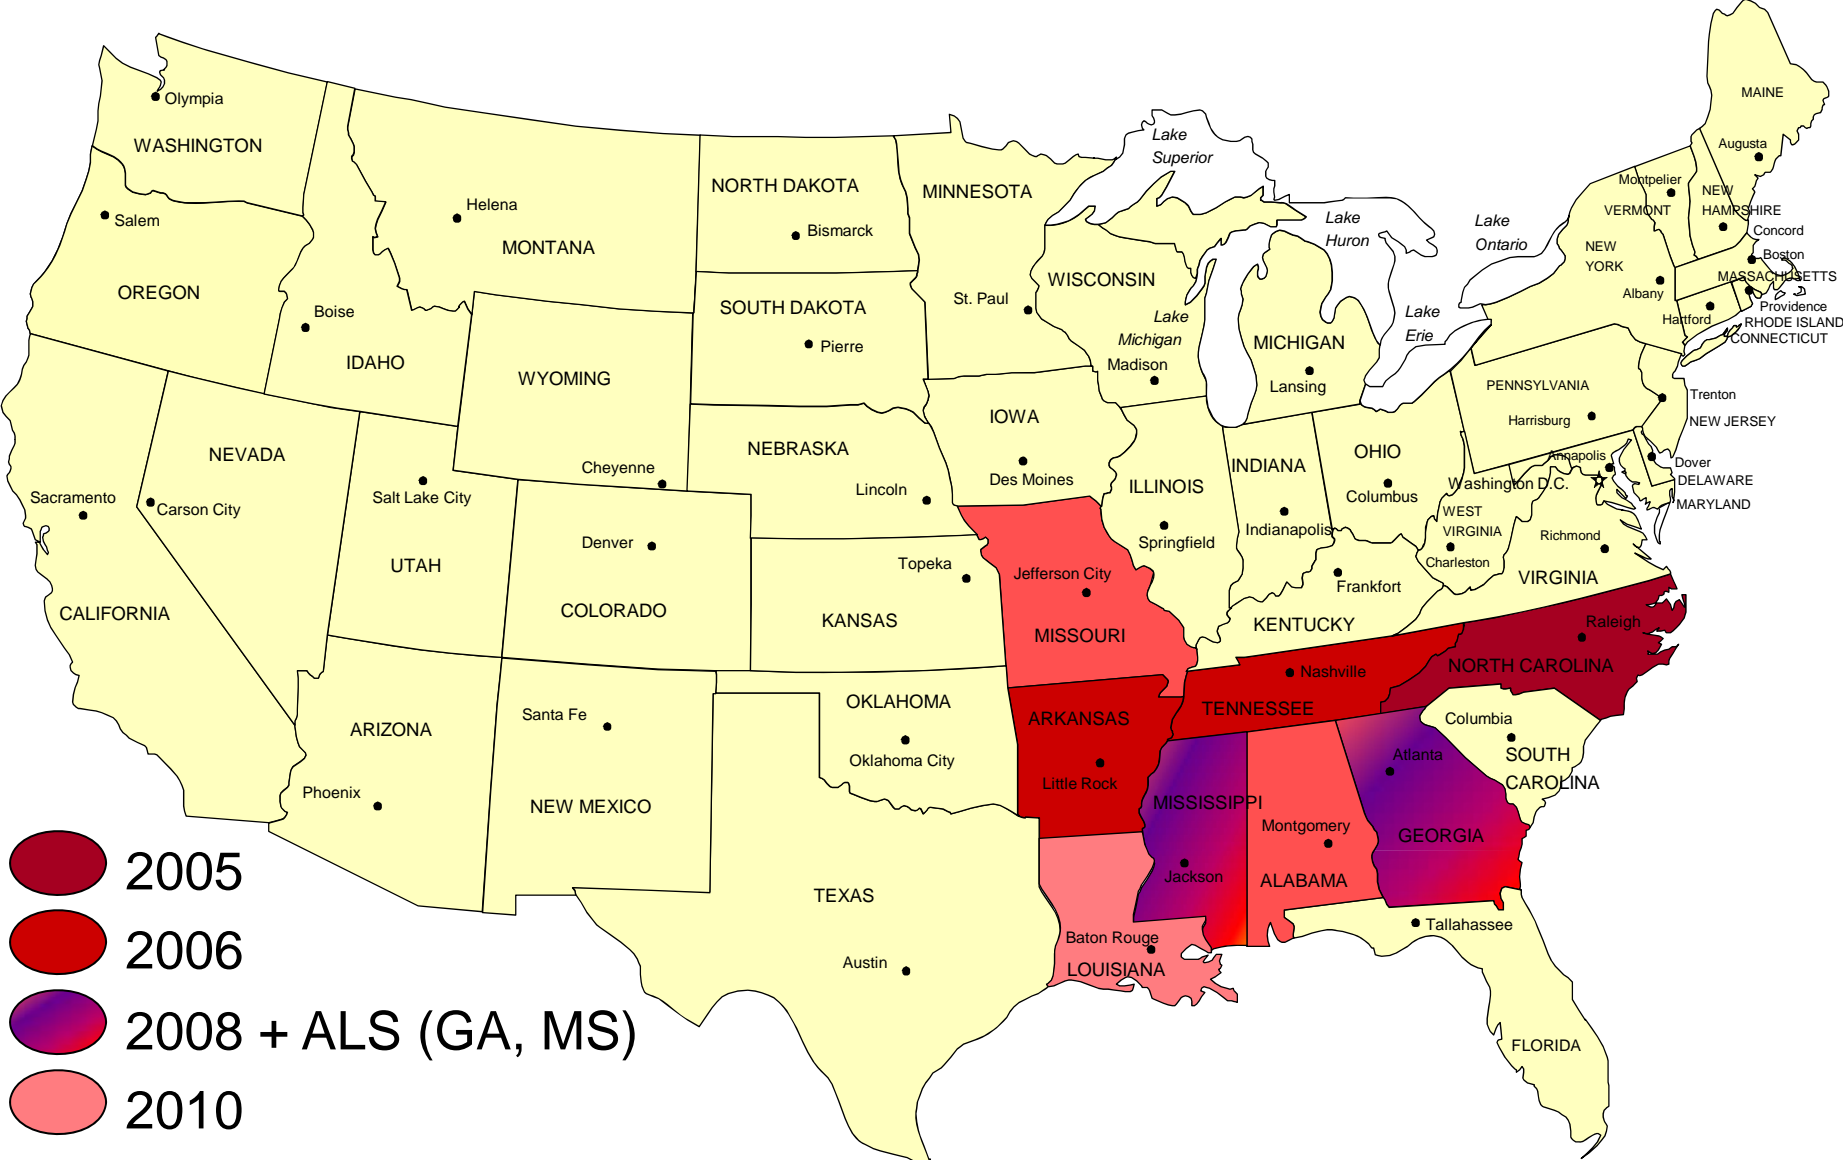 MAINE
Olympia
Lake
Superior
WASHINGTON
Augusta
NORTH DAKOTA
MINNESOTA
Montpelier
NEW
HAMPSHIRE
VERMONT
Helena
Salem
Bismarck
Lake
Huron
Lake
Ontario
Concord
MONTANA
NEW
YORK
Boston
WISCONSIN
MASSACHUSETTS
OREGON
Albany
St. Paul
SOUTH DAKOTA
Providence
Boise
Lake
Michigan
Lake
Erie
Hartford
RHODE ISLAND
CONNECTICUT
Pierre
MICHIGAN
IDAHO
Madison
WYOMING
Lansing
PENNSYLVANIA
Trenton
IOWA
Harrisburg
NEW JERSEY
NEBRASKA
NEVADA
OHIO
Annapolis
Dover
Cheyenne
INDIANA
DELAWARE
Des Moines
ILLINOIS
Washington D.C.
Lincoln
Salt Lake City
Columbus
Sacramento
MARYLAND
Carson City
WEST
VIRGINIA
Indianapolis
Richmond
Denver
Springfield
Topeka
UTAH
Charleston
Jefferson City
VIRGINIA
Frankfort
COLORADO
CALIFORNIA
KANSAS
KENTUCKY
Raleigh
MISSOURI
NORTH CAROLINA
Nashville
OKLAHOMA
TENNESSEE
Santa Fe
ARKANSAS
Columbia
ARIZONA
SOUTH
CAROLINA
Atlanta
Oklahoma City
Little Rock
Phoenix
NEW MEXICO
MISSISSIPPI
Montgomery
GEORGIA
2005
Jackson
ALABAMA
TEXAS
Tallahassee
Baton Rouge
2006
Austin
LOUISIANA
2008 + ALS (GA, MS)
FLORIDA
2010